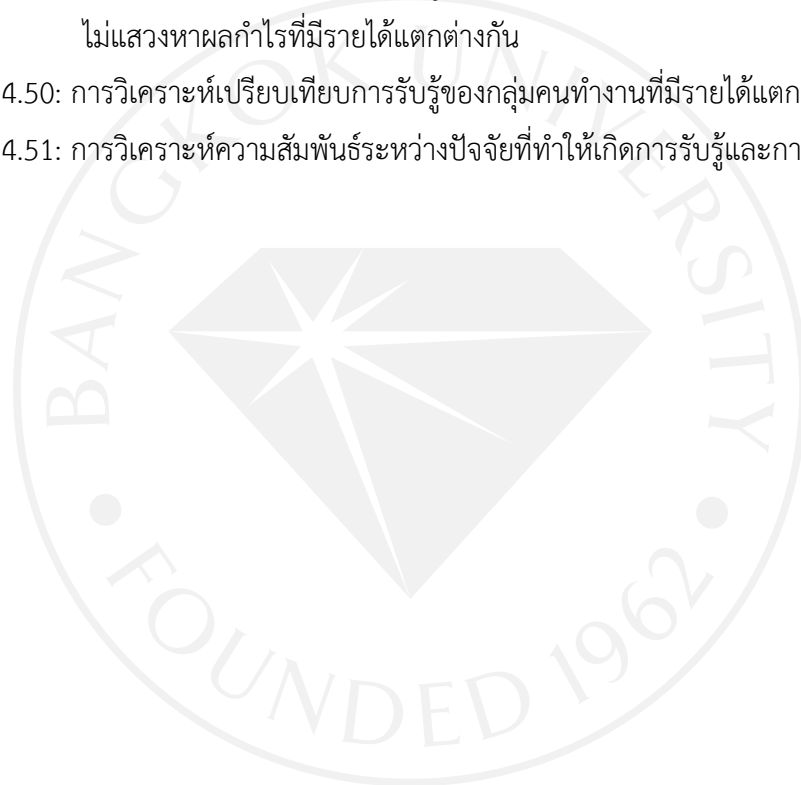 ไม่แสวงหาผลกำไรที่มีรายได้แตกต่างกัน
4.50: การวิเคราะห์เปรียบเทียบการรับรู้ของกลุ่มคนทำงานที่มีรายได้แตก
4.51: การวิเคราะห์ความสัมพันธ์ระหว่างปัจจัยที่ทำให้เกิดการรับรู้และกา
BANGKOK UNIVERSITY
FOUNDED 1962